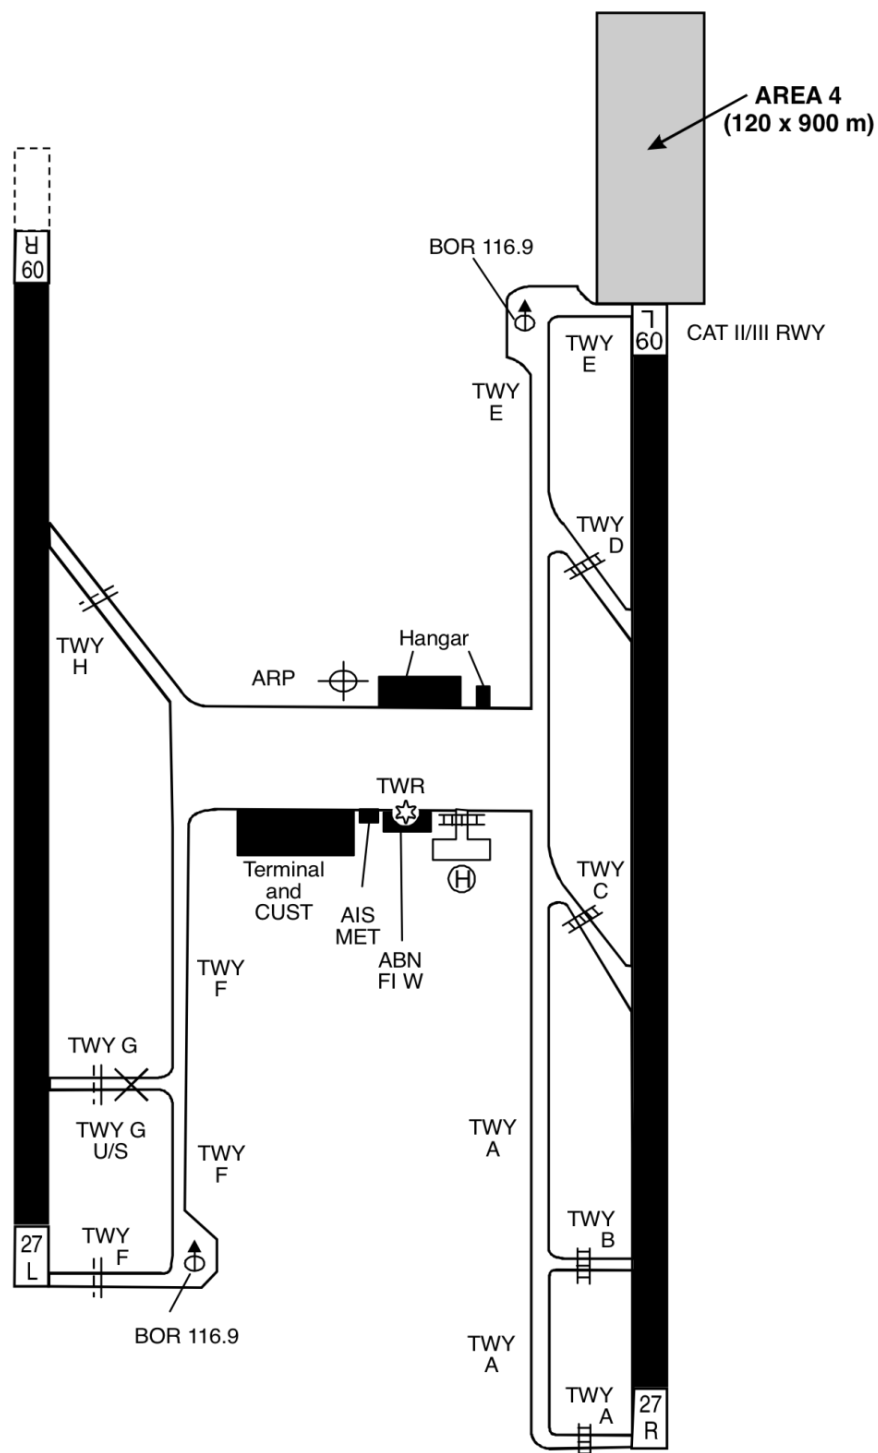 AREA 4
(120 x 900 m)
09
R
BOR 116.9
09
L
CAT II/III RWY
TWY
E
TWY
E
TWY
D
TWY
H
Hangar
ARP
TWR
Terminal
and
CUST
AIS
MET
ABN
FI W
H
TWY
C
TWY
F
TWY G
TWY G
U/S
TWY
F
TWY
A
TWY
B
27
L
TWY
F
BOR 116.9
TWY
A
TWY
A
27
R